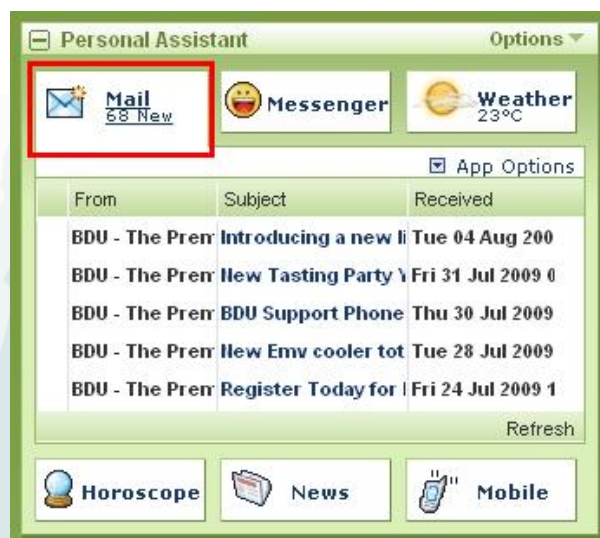 Personal Assistant Options
Mail
68 New
Messenger
Weather
23°C
App Options
From Subject Received
BDU - The Prem Introducing a new li Tue 04 Aug 200
BDU - The Prem New Tasting Party Fri 31 Jul 2009 0
BDU - The Prem BDU Support Phone Thu 30 Jul 2009
BDU - The Prem New Emv cooler tot Tue 28 Jul 2009
BDU - The Prem Register Today for Fri 24 Jul 2009 1
Refresh
Horoscope News Mobile